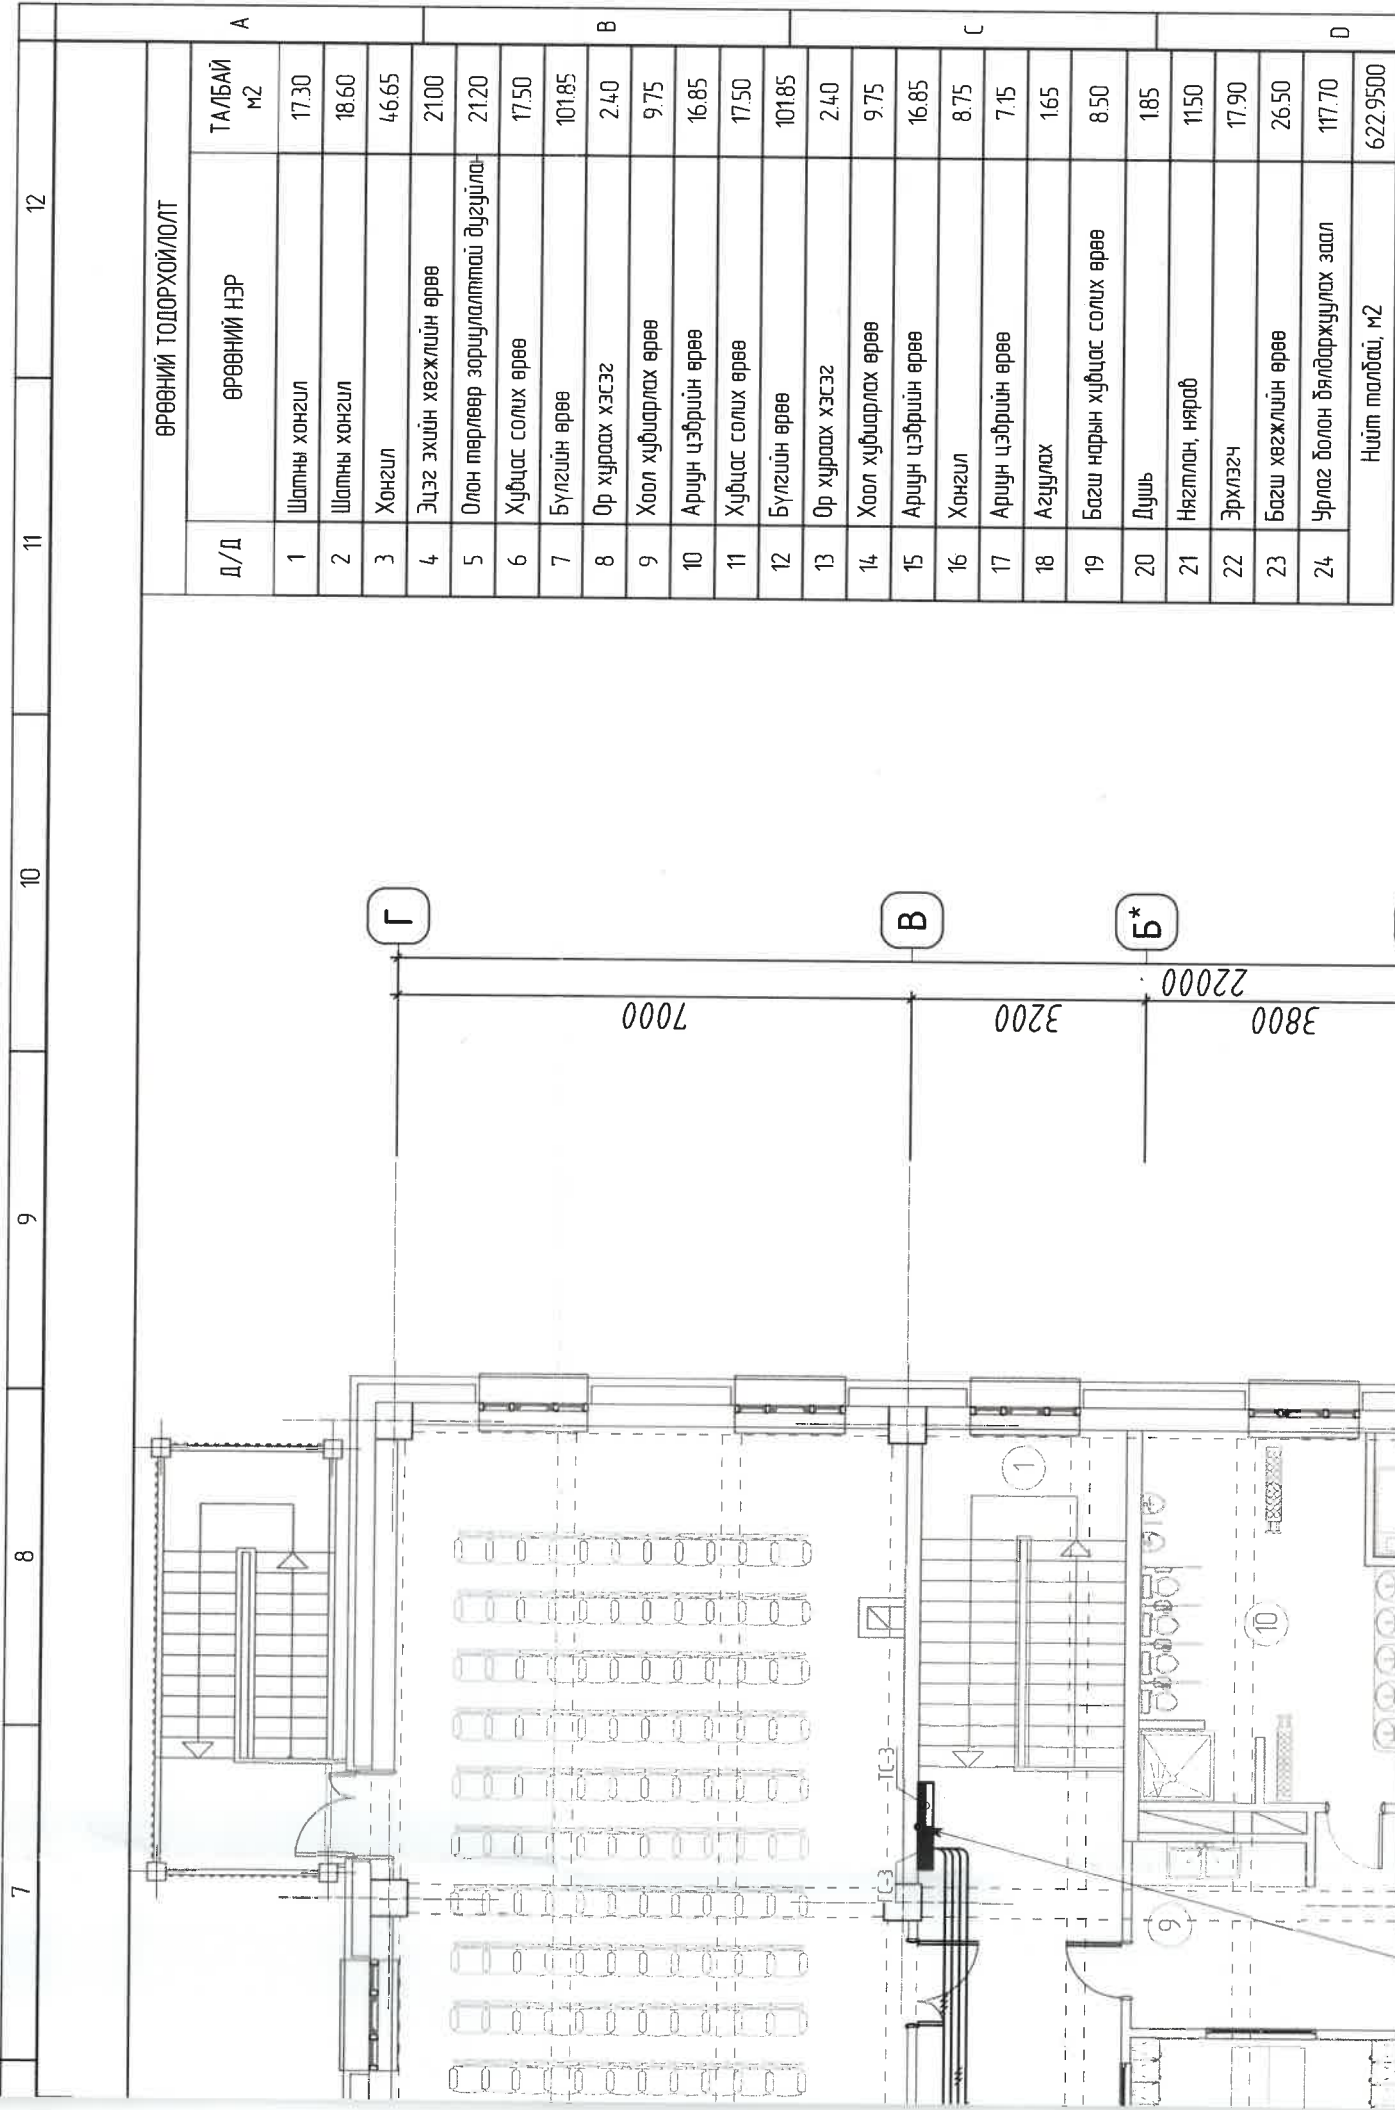 7
8
9
10
11
12
A
B
C
D
ӨРӨӨНИЙ ТОДОРХОЙЛОЛТ
Д/Д ӨРӨӨНИЙ НЭР ТАЛБАЙ м2
1 Шатны хонгил 17.30
2 Шатны хонгил 18.60
3 Хонгил 46.65
4 Эцэг эхийн хөгжлийн өрөө 21.00
5 Олон төрлөөр зориулалттай дугуйлан 21.20
6 Хувцас солих өрөө 17.50
7 Бүлгийн өрөө 101.85
8 Ор хураах хэсэг 2.40
9 Хоол хувиарлах өрөө 9.75
10 Ариун цэврийн өрөө 16.85
11 Хувцас солих өрөө 17.50
12 Бүлгийн өрөө 101.85
13 Ор хураах хэсэг 2.40
14 Хоол хувиарлах өрөө 9.75
15 Ариун цэврийн өрөө 16.85
16 Хонгил 8.75
17 Ариун цэврийн өрөө 7.15
18 Агуулах 1.65
19 Багш нарын хувцас солих өрөө 8.50
20 Душь 1.85
21 Нягтлан, нярав 11.50
22 Эрхлэгч 17.90
23 Багш хөгжлийн өрөө 26.50
24 Урлаг болон бялдаржуулах заал 117.70
Нийт талбай, м2 622.9500
Г
В
Б*
7000
3200
3800
22000
1
10
9
ТС-3
ТС-3